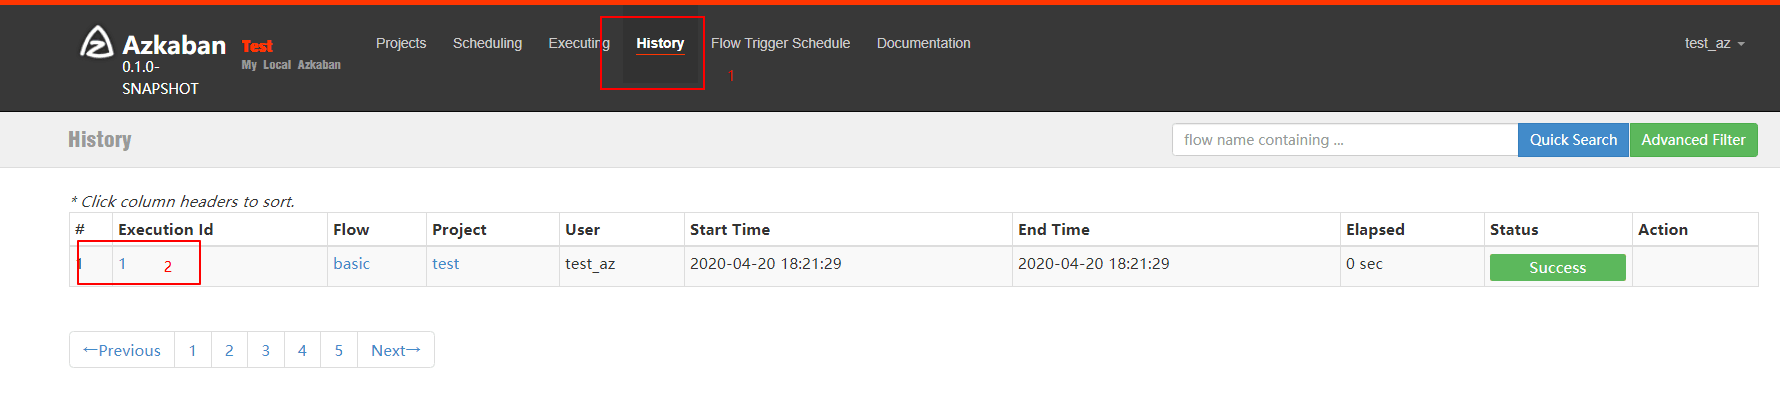 Azkaban Test Projects Scheduling Executing History Flow Trigger Schedule Documentation test_az
0.1.0- My Local Azkaban 1
SNAPSHOT
History flow name containing ... Quick Search Advanced Filter
* Click column headers to sort.
# Execution Id Flow Project User Start Time End Time Elapsed Status Action
1 1 2 basic test test_az 2020-04-20 18:21:29 2020-04-20 18:21:29 0 sec Success
←Previous 1 2 3 4 5 Next→